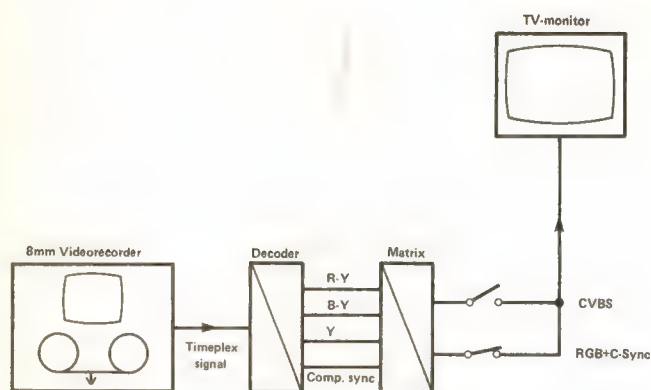 TV-monitor
8mm Videorecorder
Decoder
Matrix
R-Y
B-Y
Y
Comp. sync
Timeplex
signal
CVBS
RGB+C-Sync